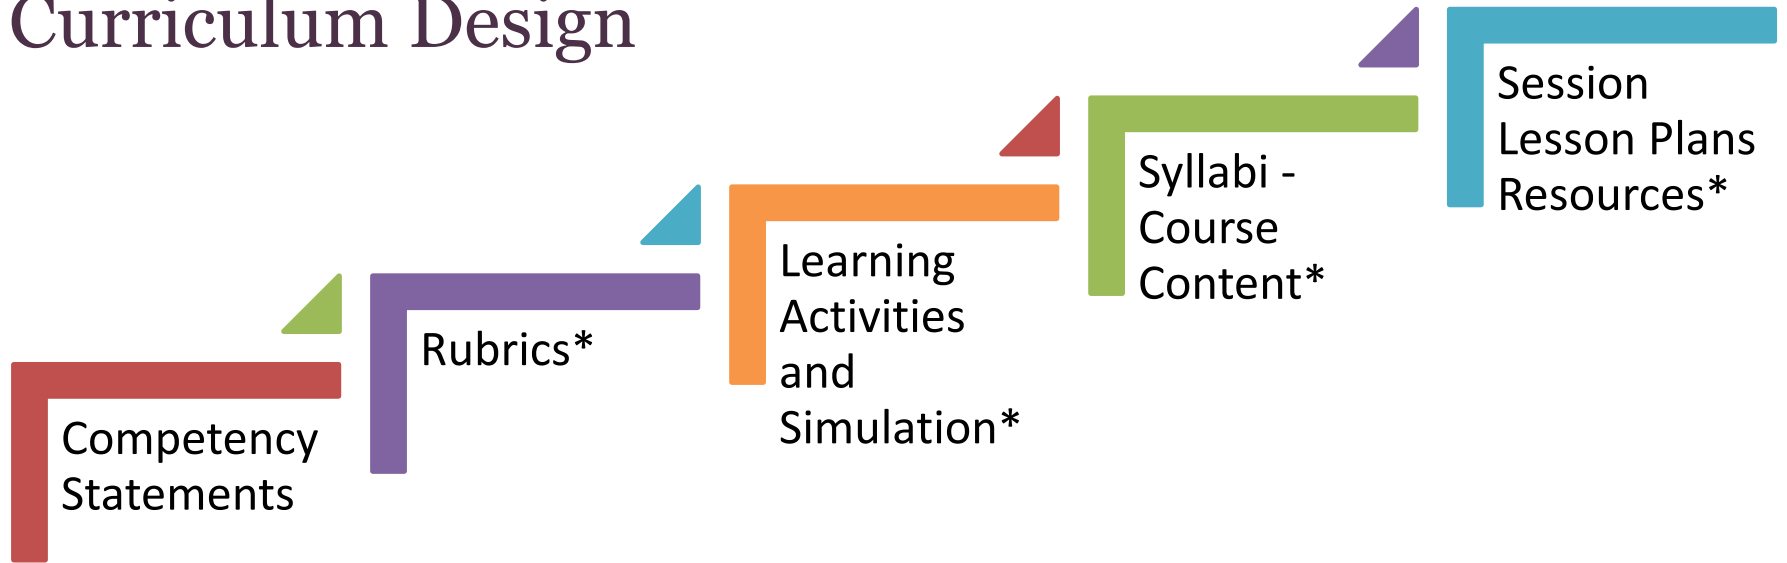 Curriculum Design
Competency
Statements
Rubrics*
Learning
Activities
and
Simulation*
Syllabi -
Course
Content*
Session
Lesson Plans
Resources*